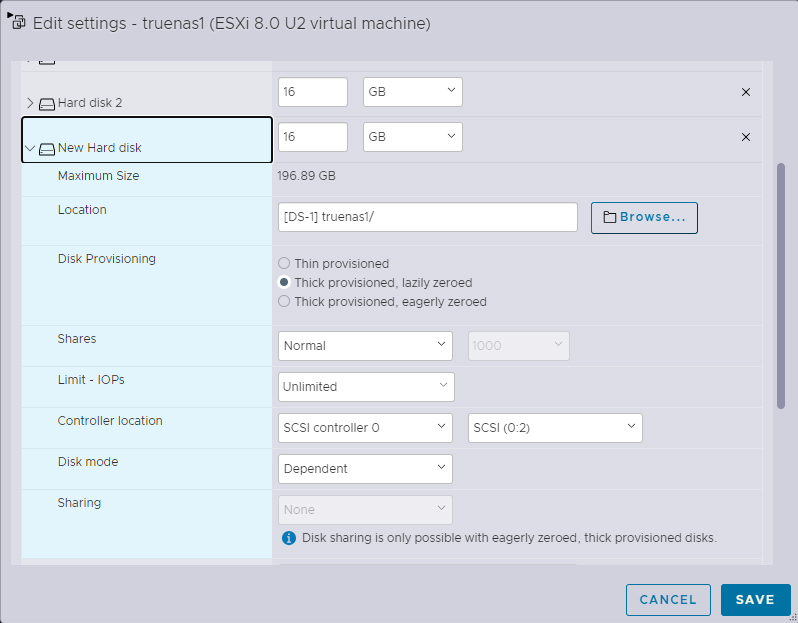 Edit settings - truenas1 (ESXi 8.0 U2 virtual machine)
16 GB
Hard disk 2
16 GB
New Hard disk
Maximum Size 196.89 GB
Location [DS-1] truenas1/ Browse...
Disk Provisioning
Thin provisioned
Thick provisioned, lazily zeroed
Thick provisioned, eagerly zeroed
Shares Normal 1000
Limit - IOPs Unlimited
Controller location SCSI controller 0 SCSI (0:2)
Disk mode Dependent
Sharing None
Disk sharing is only possible with eagerly zeroed, thick provisioned disks.
CANCEL SAVE